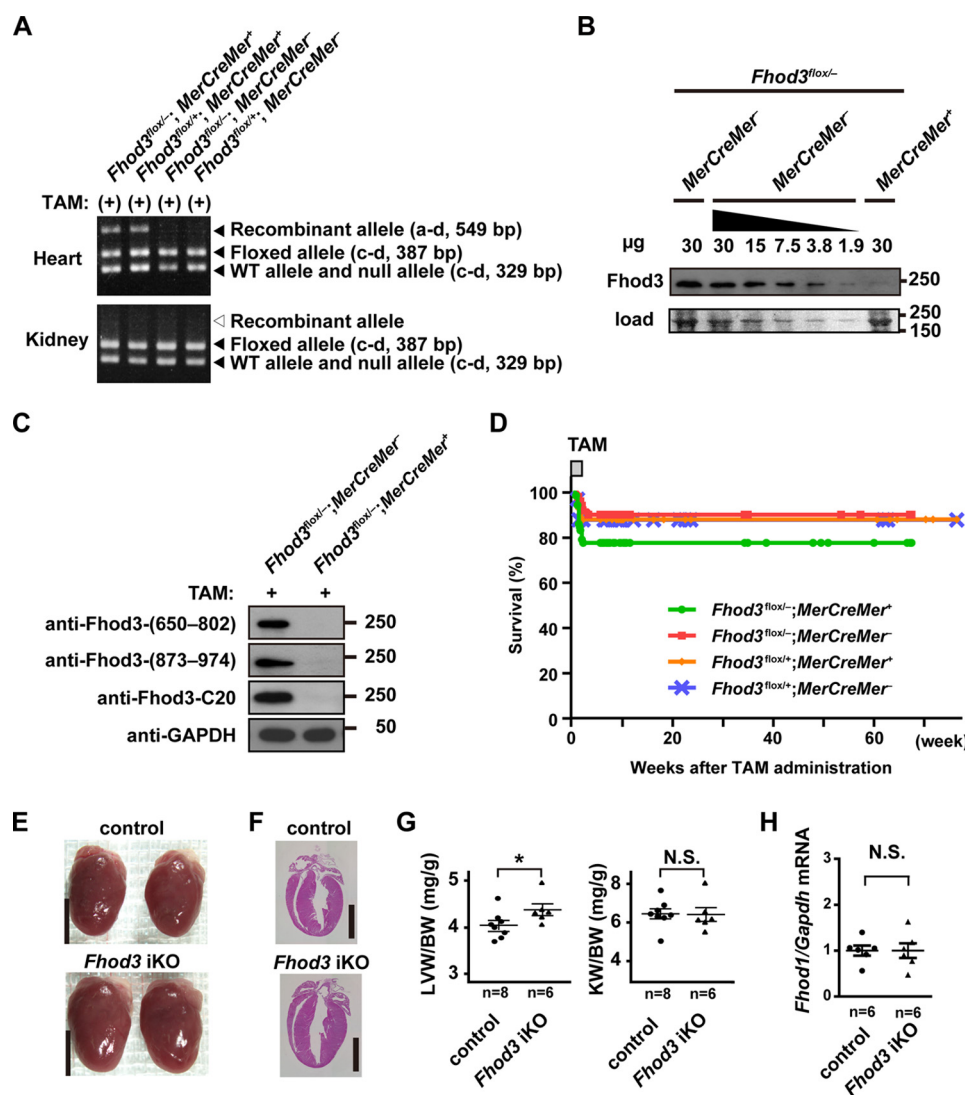 A
Fhod3flox/–; MerCreMer+
Fhod3flox/+; MerCreMer+
Fhod3flox/–; MerCreMer–
Fhod3flox/+; MerCreMer–
TAM: (+) (+) (+) (+)
Heart
Recombinant allele (a-d, 549 bp)
Floxed allele (c-d, 387 bp)
WT allele and null allele (c-d, 329 bp)
Kidney
Recombinant allele
Floxed allele (c-d, 387 bp)
WT allele and null allele (c-d, 329 bp)
B
Fhod3flox/–
MerCreMer–
MerCreMer–
MerCreMer+
µg 30 30 15 7.5 3.8 1.9 30
Fhod3 250
load 250
150
C
Fhod3flox/–;MerCreMer–
Fhod3flox/–;MerCreMer+
TAM: + +
anti-Fhod3-(650–802) 250
anti-Fhod3-(873–974) 250
anti-Fhod3-C20 250
anti-GAPDH 50
D
TAM
100
80
60
40
20
0
Survival (%)
Fhod3flox/–;MerCreMer+
Fhod3flox/–;MerCreMer–
Fhod3flox/+;MerCreMer+
Fhod3flox/+;MerCreMer–
0 20 40 60 (week)
Weeks after TAM administration
E
control
Fhod3 iKO
F
control
Fhod3 iKO
G
LVW/BW (mg/g)
5
4
3
*
n=8 n=6
control
Fhod3 iKO
KW/BW (mg/g)
8
6
4
N.S.
n=8 n=6
control
Fhod3 iKO
H
Fhod1/Gapdh mRNA
3
2
1
0
N.S.
n=6 n=6
control
Fhod3 iKO